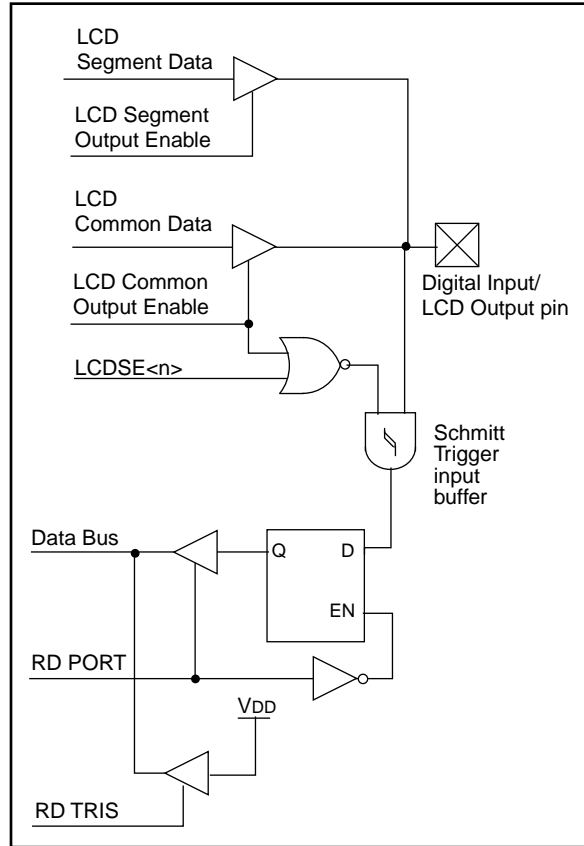 LCD
Segment Data
LCD Segment
Output Enable
LCD
Common Data
LCD Common
Output Enable
Digital Input/
LCD Output pin
LCDSE<n>
Schmitt
Trigger
input
buffer
Data Bus
Q
D
EN
RD PORT
VDD
RD TRIS